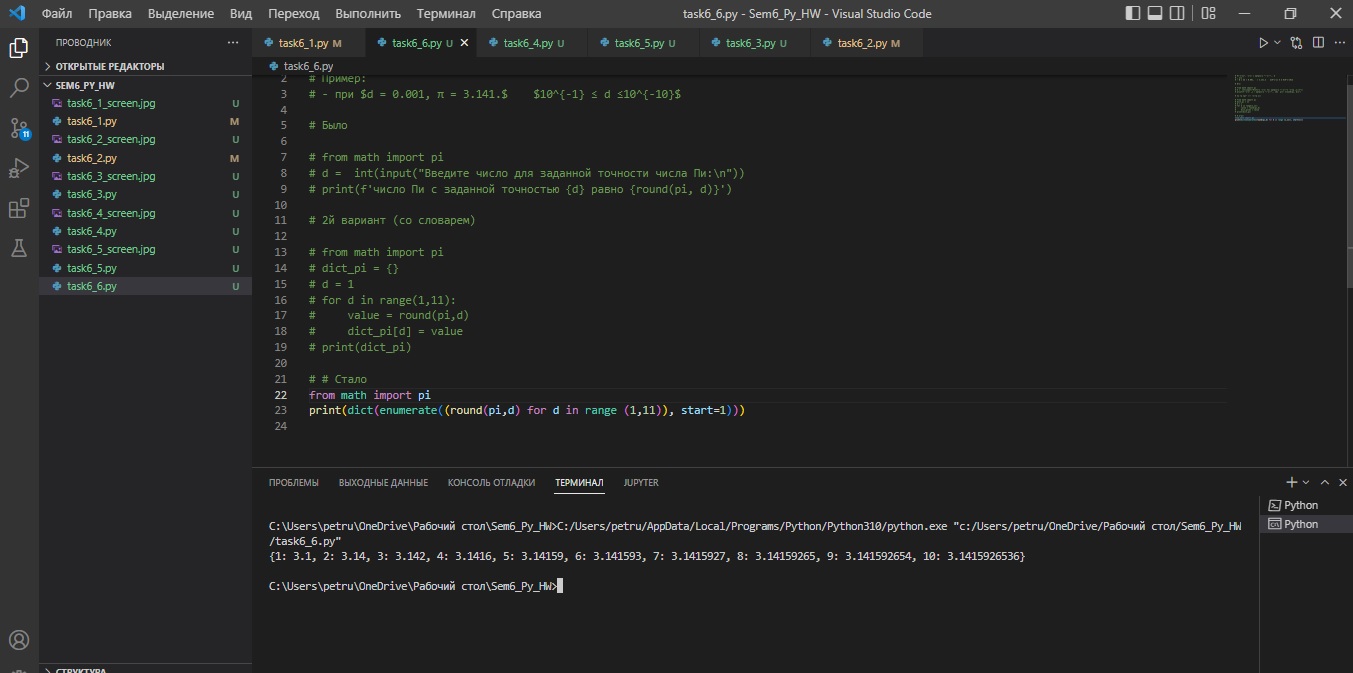 Файл Правка Выделение Вид Переход Выполнить Терминал Справка
task6_6.py - Sem6_Py_HW - Visual Studio Code
ПРОВОДНИК
ОТКРЫТЫЕ РЕДАКТОРЫ
SEM6_PY_HW
task6_1_screen.jpg U
task6_1.py M
task6_2_screen.jpg U
task6_2.py M
task6_3_screen.jpg U
task6_3.py U
task6_4_screen.jpg U
task6_4.py U
task6_5_screen.jpg U
task6_5.py U
task6_6.py U
11
СТРУКТУРА
task6_1.py M task6_6.py U task6_4.py U task6_5.py U task6_3.py U task6_2.py M
task6_6.py
2 # Пример:
3 # - при $d = 0.001, π = 3.141.$    $10^{-1} ≤ d ≤10^{-10}$
4
5 # Было
6
7 # from math import pi
8 # d =  int(input("Введите число для заданной точности числа Пи:\n"))
9 # print(f'число Пи с заданной точностью {d} равно {round(pi, d)}')
10
11 # 2й вариант (со словарем)
12
13 # from math import pi
14 # dict_pi = {}
15 # d = 1
16 # for d in range(1,11):
17 #     value = round(pi,d)
18 #     dict_pi[d] = value
19 # print(dict_pi)
20
21 # # Стало
22 from math import pi
23 print(dict(enumerate((round(pi,d) for d in range (1,11)), start=1)))
24
ПРОБЛЕМЫ ВЫХОДНЫЕ ДАННЫЕ КОНСОЛЬ ОТЛАДКИ ТЕРМИНАЛ JUPYTER
C:\Users\petru\OneDrive\Рабочий стол\Sem6_Py_HW>C:/Users/petru/AppData/Local/Programs/Python/Python310/python.exe "c:/Users/petru/OneDrive/Рабочий стол/Sem6_Py_HW
/task6_6.py"
{1: 3.1, 2: 3.14, 3: 3.142, 4: 3.1416, 5: 3.14159, 6: 3.141593, 7: 3.1415927, 8: 3.14159265, 9: 3.141592654, 10: 3.1415926536}
C:\Users\petru\OneDrive\Рабочий стол\Sem6_Py_HW>
Python
Python